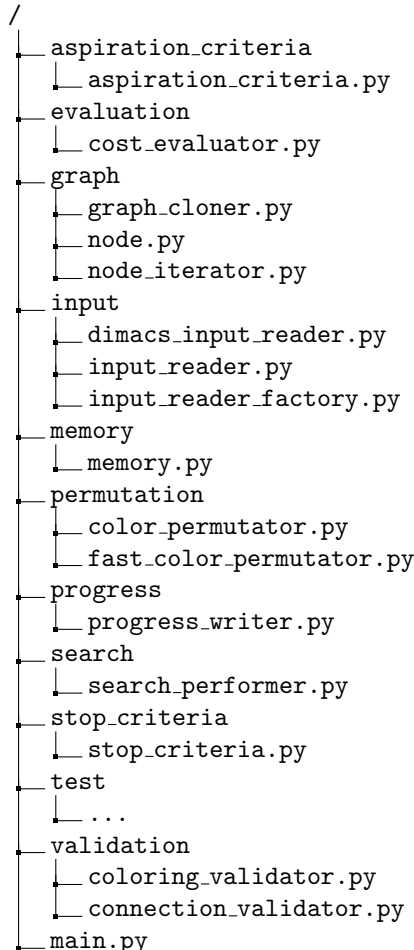 /
aspiration_criteria
aspiration_criteria.py
evaluation
cost_evaluator.py
graph
graph_cloner.py
node.py
node_iterator.py
input
dimacs_input_reader.py
input_reader.py
input_reader_factory.py
memory
memory.py
permutation
color_permutator.py
fast_color_permutator.py
progress
progress_writer.py
search
search_performer.py
stop_criteria
stop_criteria.py
test
...
validation
coloring_validator.py
connection_validator.py
main.py